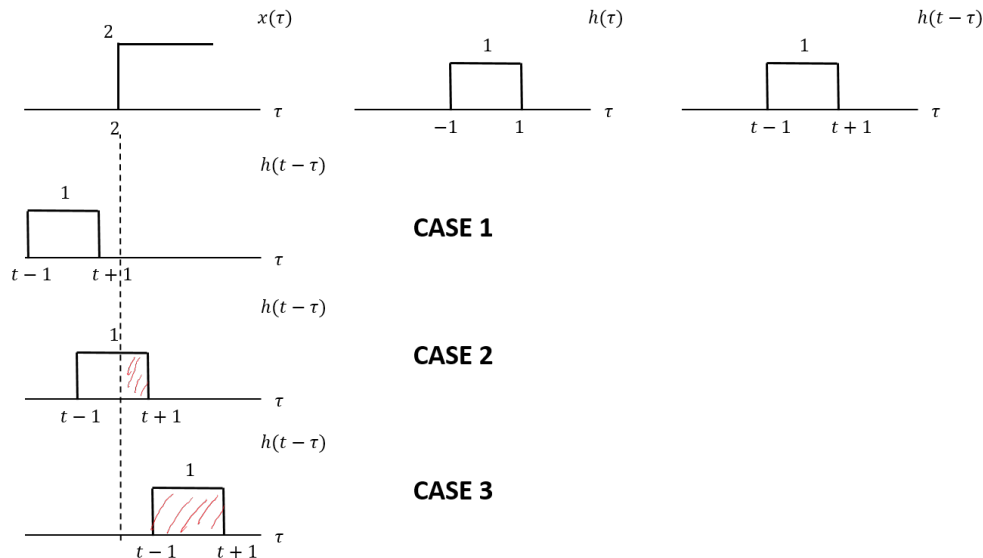 x(τ) h(τ) h(t − τ)
2 1 1
τ τ τ
2 −1 1 t − 1 t + 1
h(t − τ)
1
CASE 1
τ
t − 1 t + 1
h(t − τ)
1
CASE 2
τ
t − 1 t + 1
h(t − τ)
1
CASE 3
τ
t − 1 t + 1